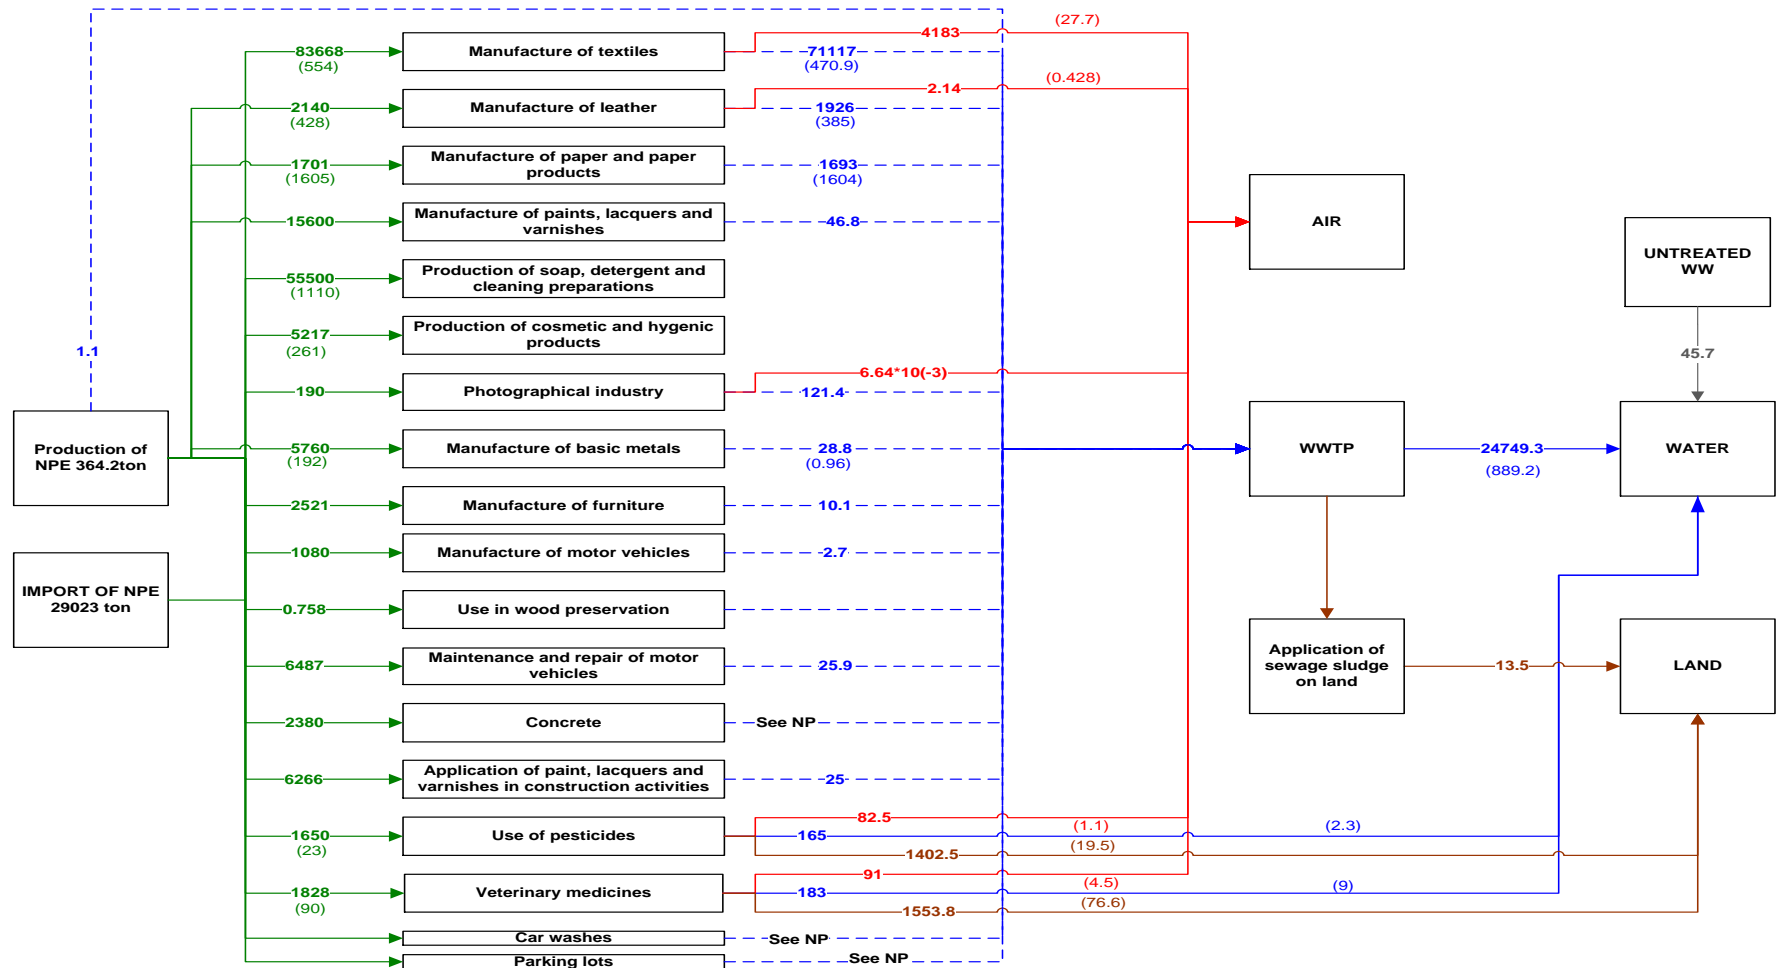 (27.7)
4183
83668
(554)
Manufacture of textiles
71117
(470.9)
(0.428)
2.14
2140
(428)
Manufacture of leather
1926
(385)
1701
(1605)
Manufacture of paper and paper
products
1693
(1604)
15600
Manufacture of paints, lacquers and
varnishes
46.8
AIR
UNTREATED
WW
55500
(1110)
Production of soap, detergent and
cleaning preparations
5217
(261)
Production of cosmetic and hygenic
products
1.1
45.7
6.64*10(-3)
190
Photographical industry
121.4
Production of
NPE 364.2ton
5760
(192)
Manufacture of basic metals
28.8
(0.96)
WWTP
24749.3
(889.2)
WATER
2521
Manufacture of furniture
10.1
1080
Manufacture of motor vehicles
2.7
IMPORT OF NPE
29023 ton
0.758
Use in wood preservation
6487
Maintenance and repair of motor
vehicles
25.9
Application of
sewage sludge
on land
13.5
LAND
2380
Concrete
See NP
6266
Application of paint, lacquers and
varnishes in construction activities
25
82.5
1650
(23)
Use of pesticides
165
(1.1)
(2.3)
(19.5)
1402.5
91
1828
(90)
Veterinary medicines
183
(4.5)
(9)
(76.6)
1553.8
Car washes
See NP
Parking lots
See NP